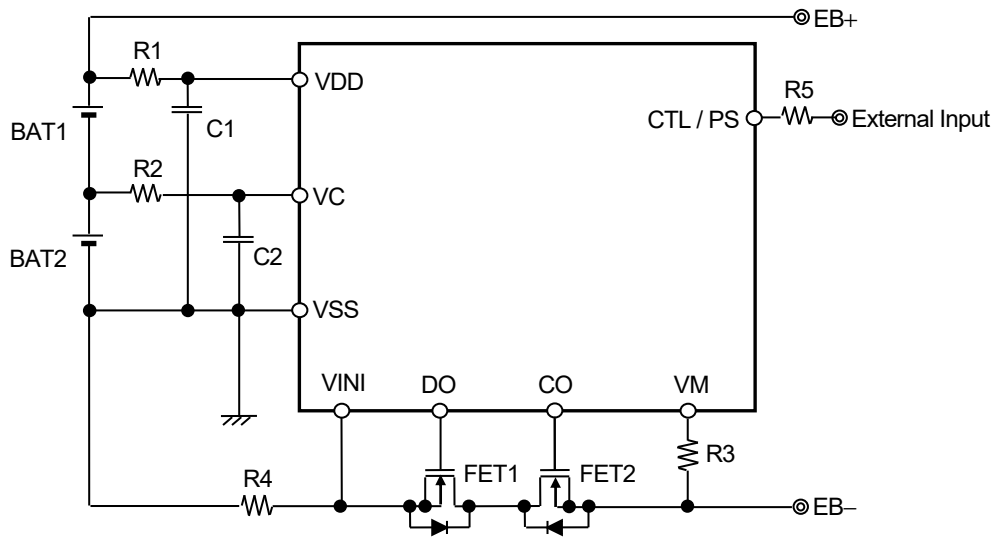 EB+
R1
VDD
R5
BAT1
C1
CTL / PS
External Input
R2
VC
BAT2
C2
VSS
VINI
DO
CO
VM
R3
R4
FET1
FET2
EB−